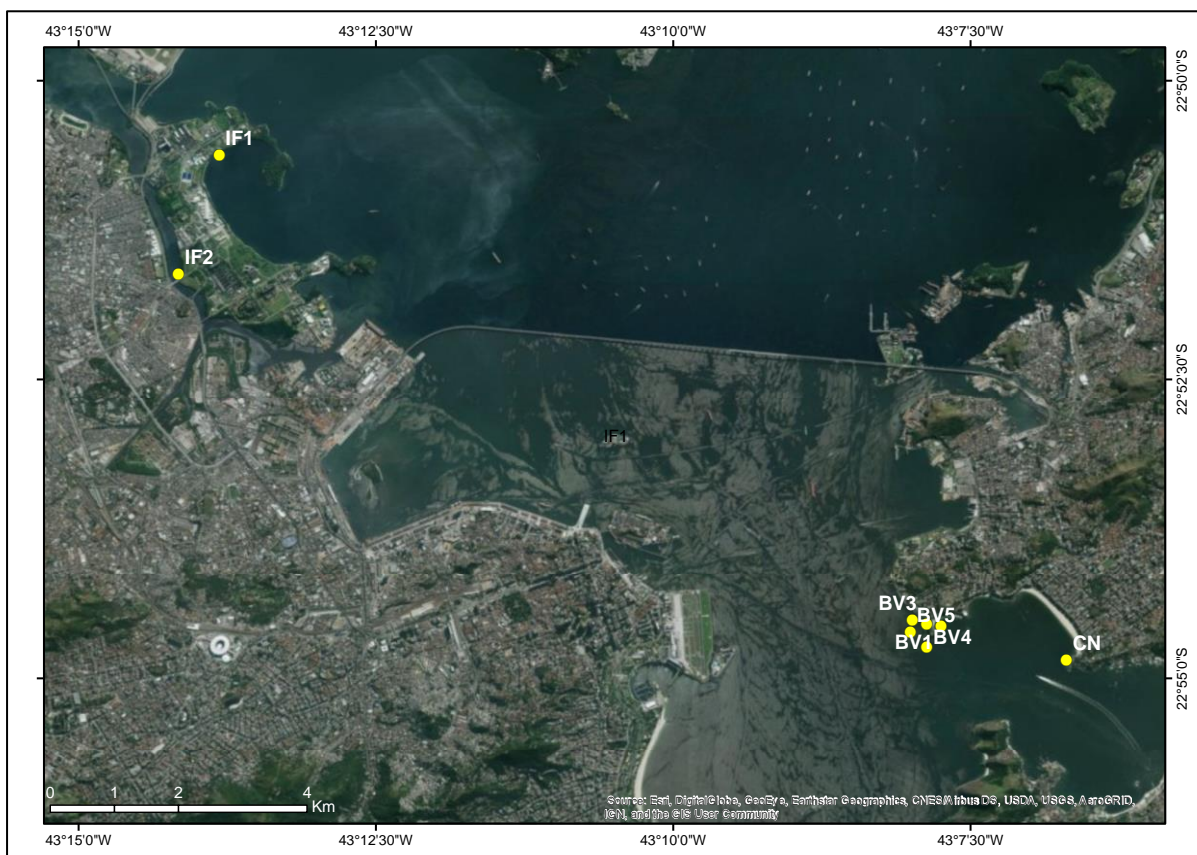 43°15'0"W 43°12'30"W 43°10'0"W 43°7'30"W
22°50'0"S
IF1
IF2
22°52'30"S
IF1
BV3
BV5
BV1
BV4
CN
22°55'0"S
0 1 2 4
Km
Source: Esri, DigitalGlobe, GeoEye, Earthstar Geographics, CNES/Airbus DS, USDA, USGS, AeroGRID,
IGN, and the GIS User Community
43°15'0"W 43°12'30"W 43°10'0"W 43°7'30"W